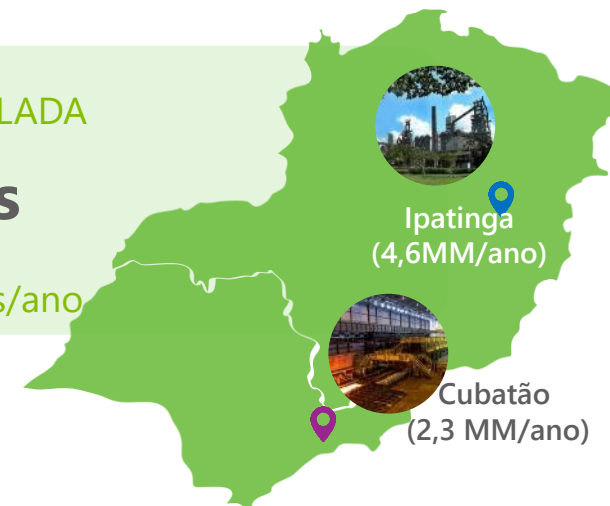 LADA
s
s/ano
Ipatinga
(4,6MM/ano)
Cubatão
(2,3 MM/ano)